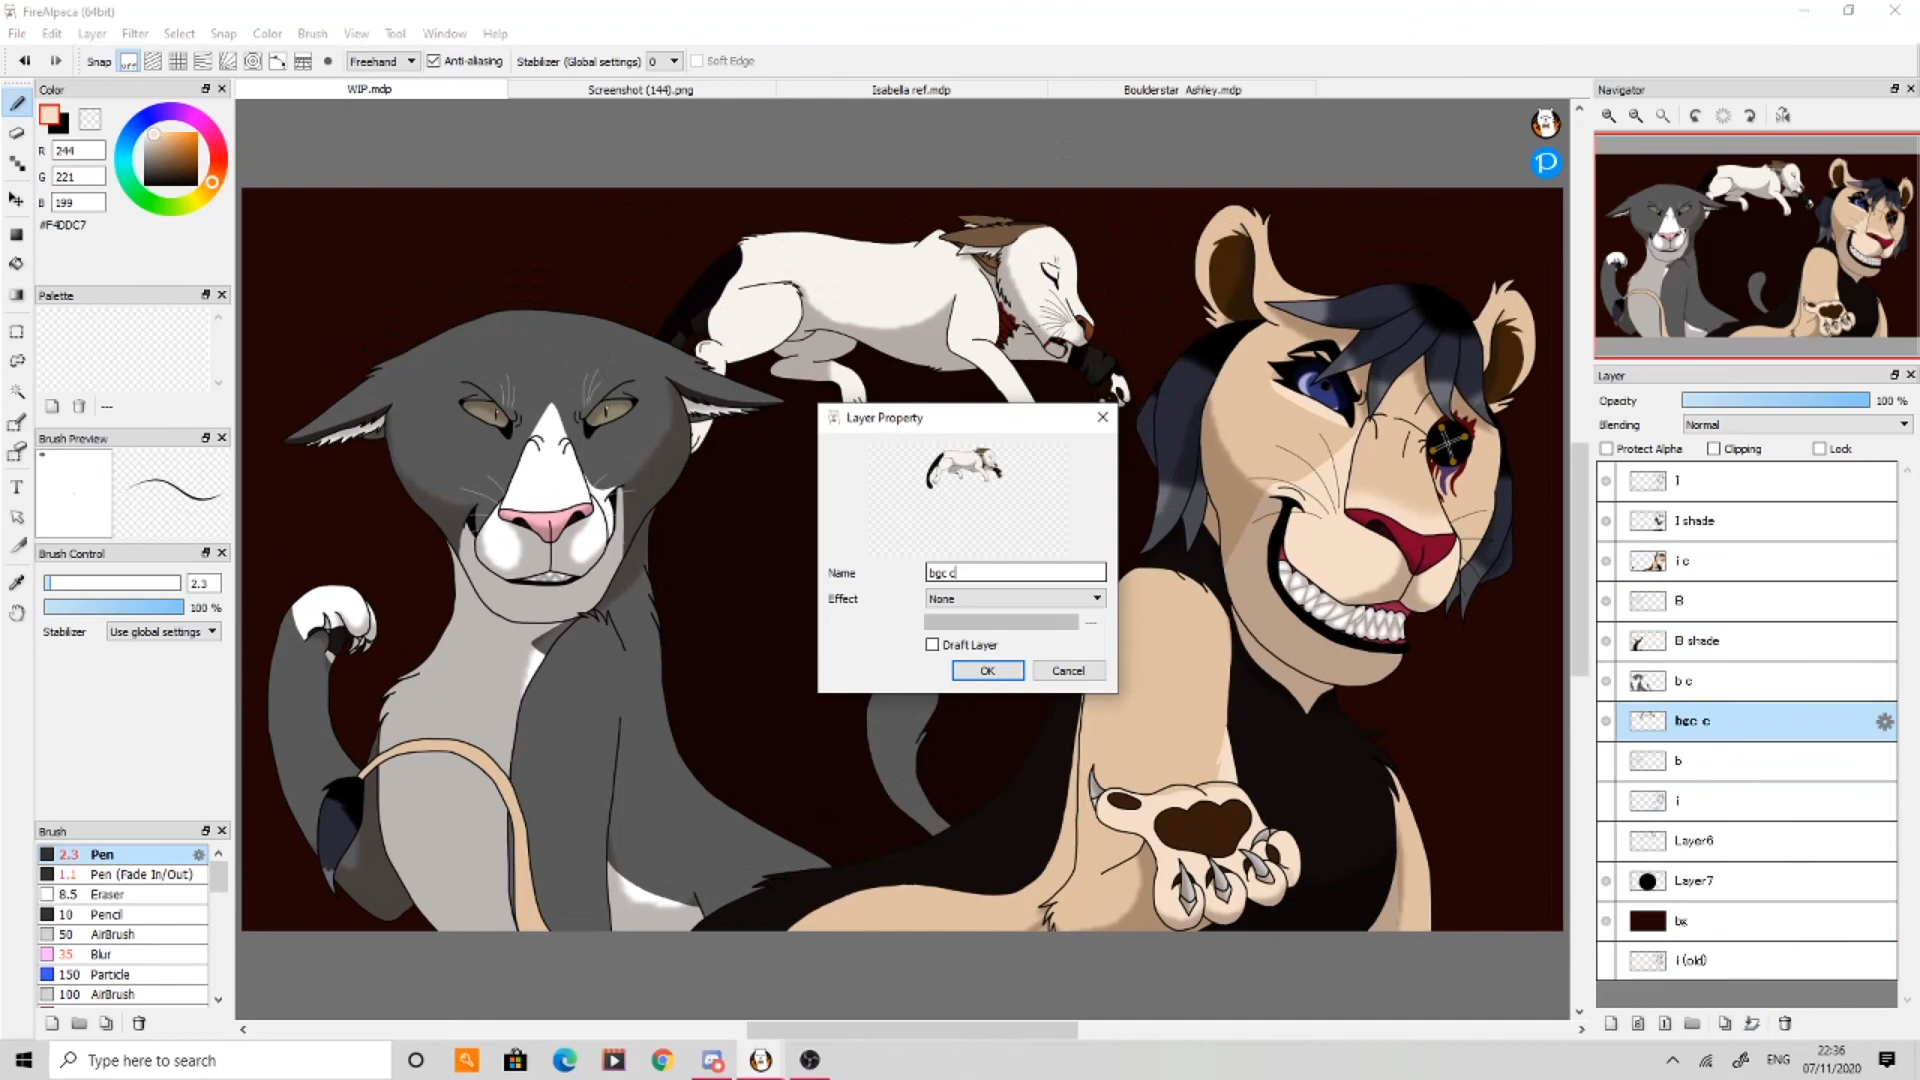 FireAlpaca (64bit)
File Edit Layer Filter Select Snap Color Brush View Tool Window Help
Snap off Freehand Anti-aliasing Stabilizer (Global settings) 0 Soft Edge
Color
WIP.mdp Screenshot (144).png Isabella ref.mdp Boulderstar Ashley.mdp
Navigator
R 244
G 221
B 199
#F4DDC7
Palette
---
Brush Preview
Brush Control
2.3
100 %
Stabilizer Use global settings
Brush
2.3 Pen
1.1 Pen (Fade In/Out)
8.5 Eraser
10 Pencil
50 AirBrush
35 Blur
150 Particle
100 AirBrush
Layer Property
Name bgc c
Effect None
---
Draft Layer
OK Cancel
Layer
Opacity 100 %
Blending Normal
Protect Alpha Clipping Lock
I
I shade
i c
B
B shade
b c
bgc c
b
i
Layer6
Layer7
bg
i (old)
Type here to search
ENG
22:36
07/11/2020